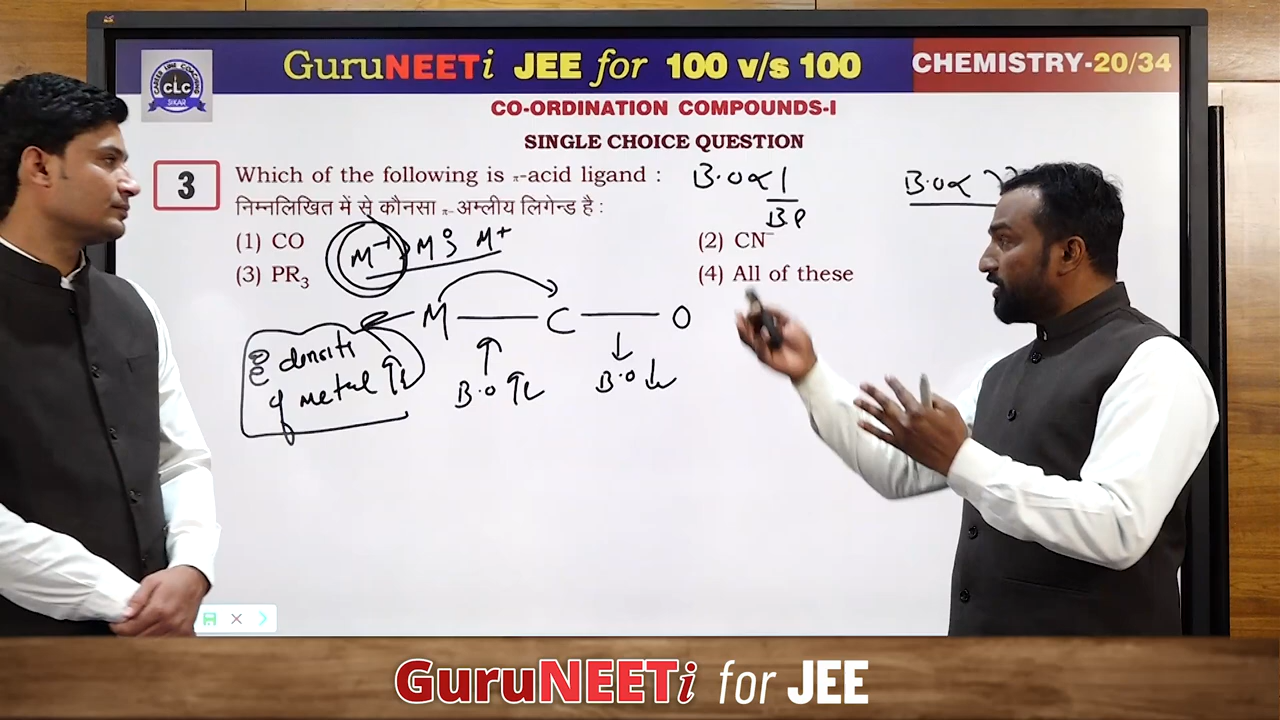 GuruNEETi JEE for 100 v/s 100
CHEMISTRY-20/34
CLC
SIKAR
CO-ORDINATION COMPOUNDS-I
SINGLE CHOICE QUESTION
3
Which of the following is π-acid ligand :
निम्नलिखित में से कौनसा π-अम्लीय लिगेन्ड है :
(1) CO
(2) CN⁻
(3) PR₃
(4) All of these
B.O ∝ 1
BP
B.O ∝
M⁻ > M⁰ > M⁺
M — C — O
density
of metal ↑
B.O ↑
B.O ↓
GuruNEETi for JEE